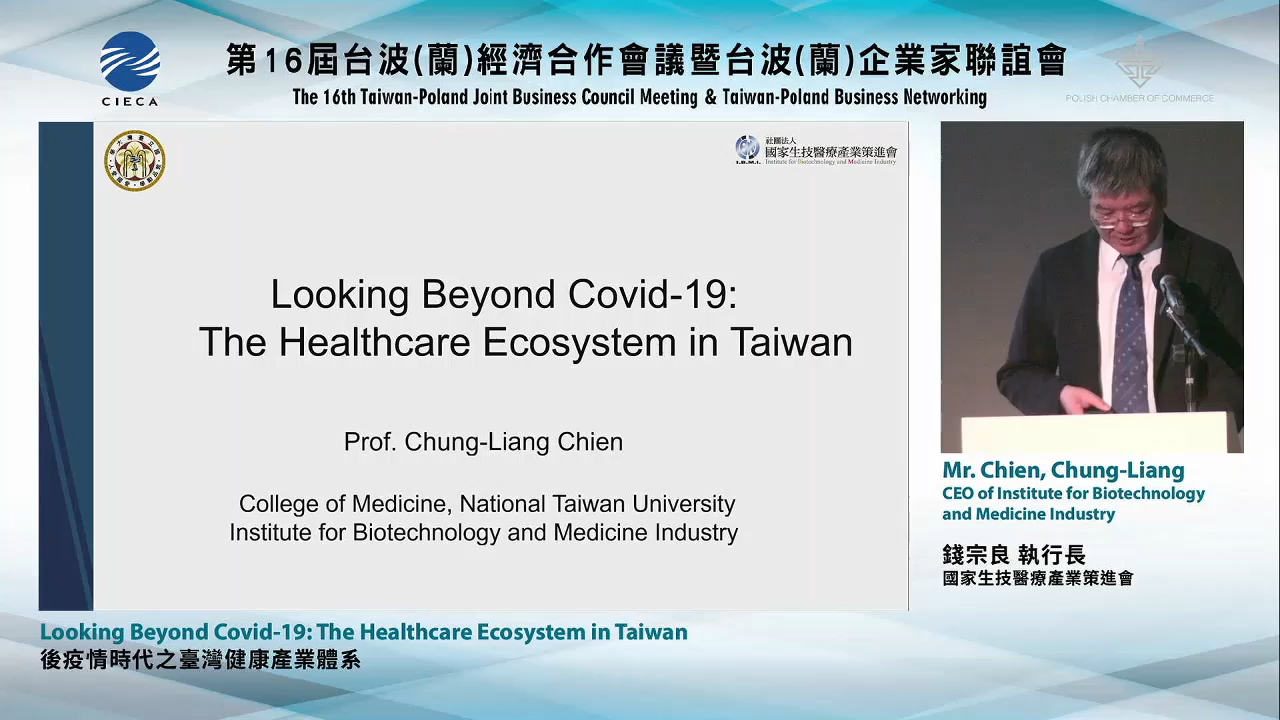 CIECA
第16屆台波(蘭)經濟合作會議暨台波(蘭)企業家聯誼會
The 16th Taiwan-Poland Joint Business Council Meeting & Taiwan-Poland Business Networking
POLISH CHAMBER OF COMMERCE
I.B.M.I.
社團法人
國家生技醫療產業策進會
Institute for Biotechnology and Medicine Industry
Looking Beyond Covid-19:
The Healthcare Ecosystem in Taiwan
Prof. Chung-Liang Chien
College of Medicine, National Taiwan University
Institute for Biotechnology and Medicine Industry
Mr. Chien, Chung-Liang
CEO of Institute for Biotechnology
and Medicine Industry
錢宗良 執行長
國家生技醫療產業策進會
Looking Beyond Covid-19: The Healthcare Ecosystem in Taiwan
後疫情時代之臺灣健康產業體系